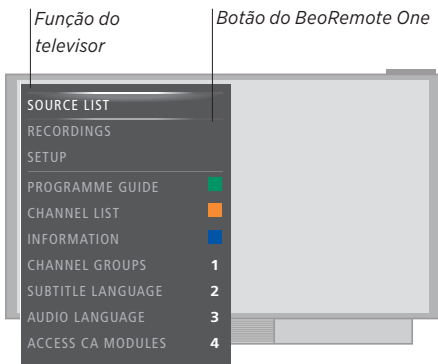 Função do
televisor
Botão do BeoRemote One
SOURCE LIST
RECORDINGS
SETUP
PROGRAMME GUIDE
CHANNEL LIST
INFORMATION
CHANNEL GROUPS 1
SUBTITLE LANGUAGE 2
AUDIO LANGUAGE 3
ACCESS CA MODULES 4